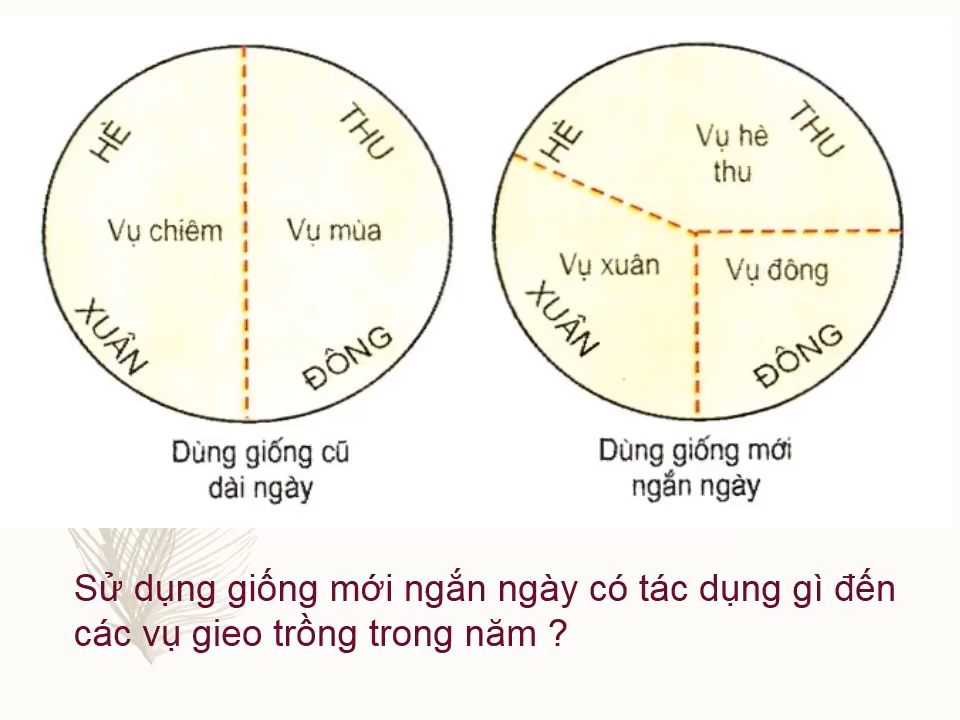 HÈ
THU
Vụ chiêm
Vụ mùa
XUÂN
ĐÔNG
Dùng giống cũ
dài ngày
HÈ
THU
Vụ hè
thu
Vụ xuân
Vụ đông
XUÂN
ĐÔNG
Dùng giống mới
ngắn ngày
Sử dụng giống mới ngắn ngày có tác dụng gì đến
các vụ gieo trồng trong năm ?